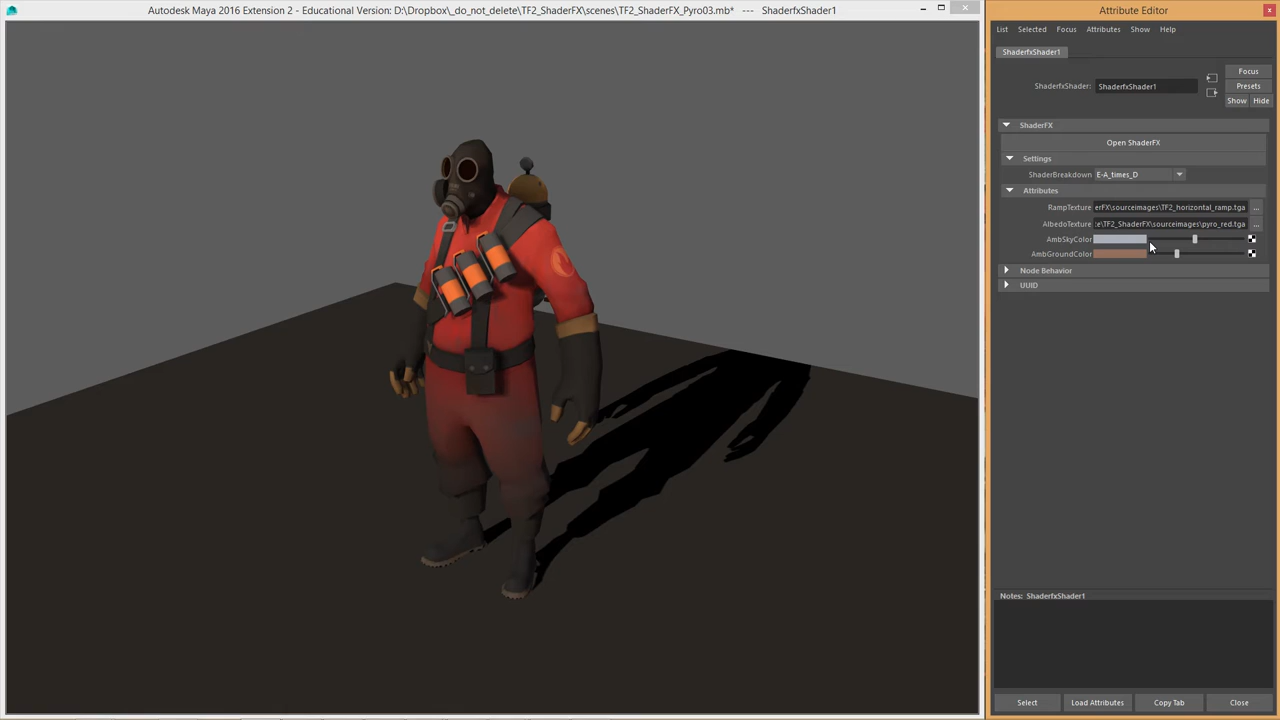 Autodesk Maya 2016 Extension 2 - Educational Version: D:\Dropbox\_do_not_delete\TF2_ShaderFX\scenes\TF2_ShaderFX_Pyro03.mb* --- ShaderfxShader1
Attribute Editor
List Selected Focus Attributes Show Help
ShaderfxShader1
Focus
ShaderfxShader: ShaderfxShader1
Presets
Show Hide
ShaderFX
Open ShaderFX
Settings
ShaderBreakdown E-A_times_D
Attributes
RampTexture erFX\sourceimages\TF2_horizontal_ramp.tga ...
AlbedoTexture :e\TF2_ShaderFX\sourceimages\pyro_red.tga ...
AmbSkyColor
AmbGroundColor
Node Behavior
UUID
Notes: ShaderfxShader1
Select Load Attributes Copy Tab Close